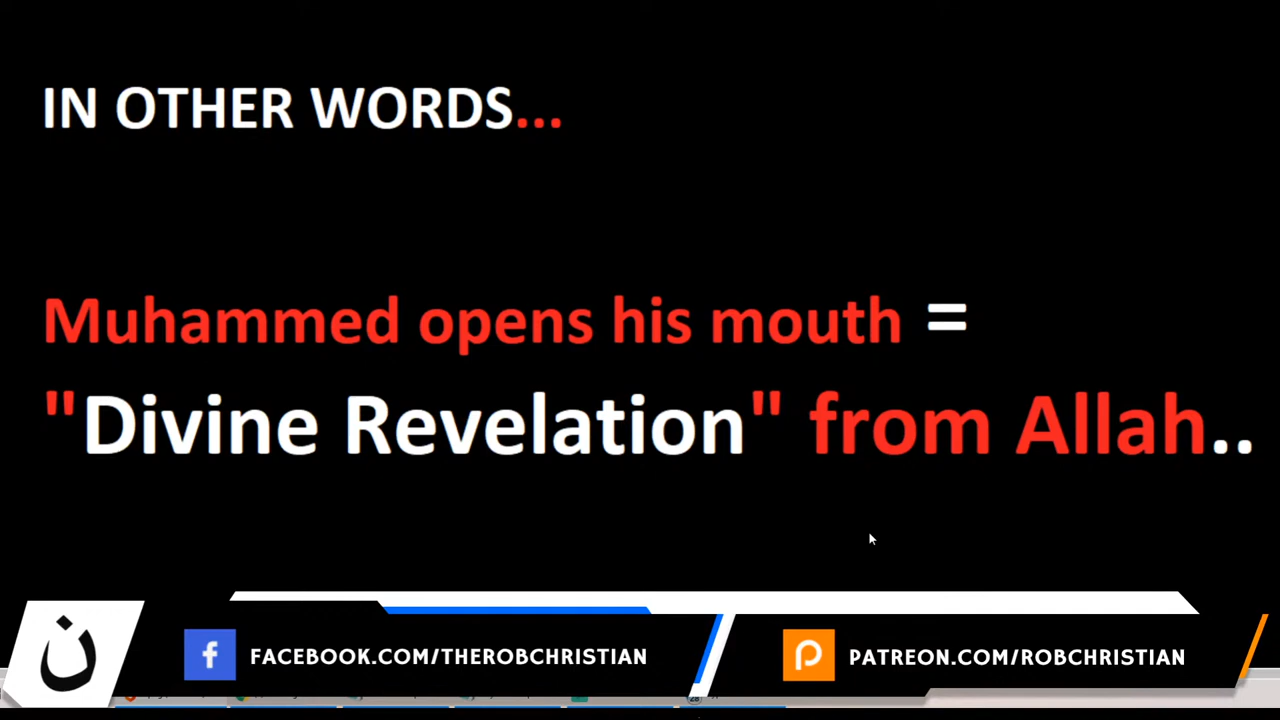 IN OTHER WORDS...
Muhammed opens his mouth =
"Divine Revelation" from Allah..
ن
f FACEBOOK.COM/THEROBCHRISTIAN
PATREON.COM/ROBCHRISTIAN